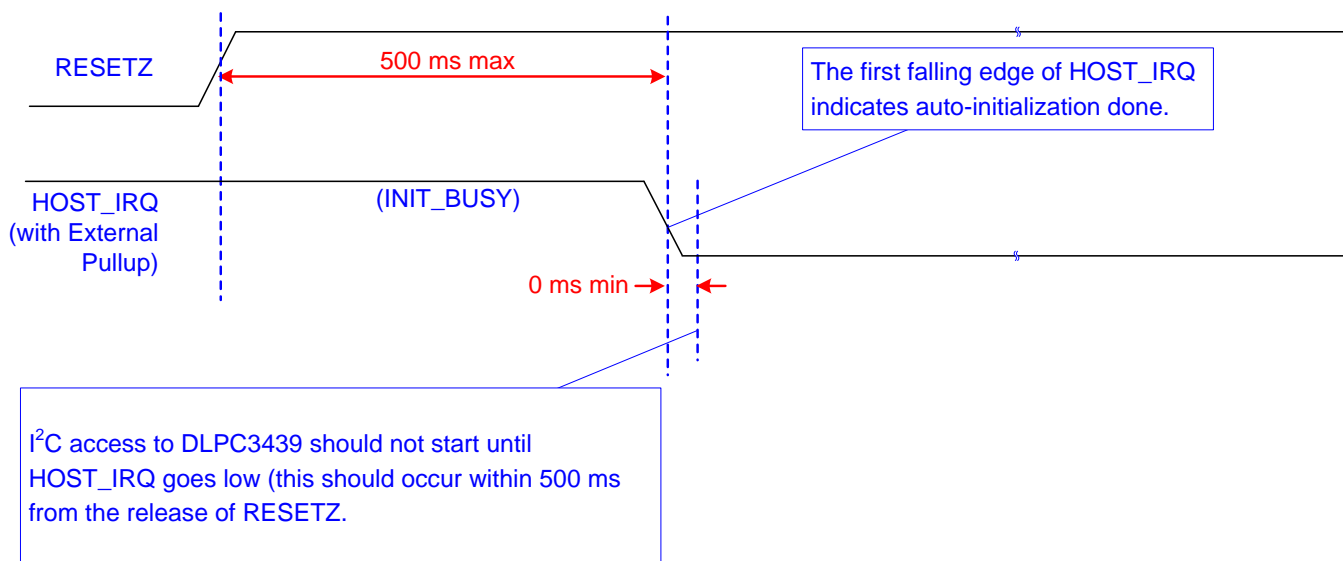 RESETZ
500 ms max
The first falling edge of HOST_IRQ
indicates auto-initialization done.
HOST_IRQ
(with External
Pullup)
(INIT_BUSY)
0 ms min
I²C access to DLPC3439 should not start until
HOST_IRQ goes low (this should occur within 500 ms
from the release of RESETZ.